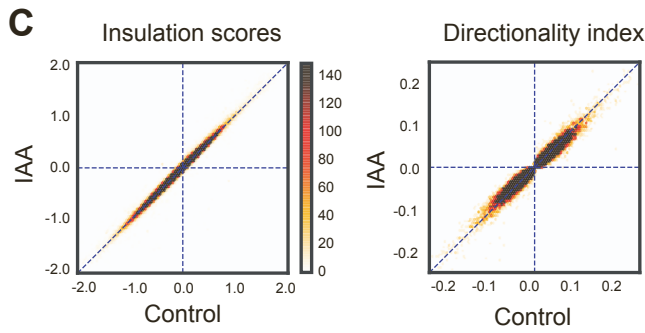 C
Insulation scores
2.0
1.0
0.0
-1.0
-2.0
IAA
-2.0 -1.0 0.0 1.0 2.0
Control
140
120
100
80
60
40
20
0
Directionality index
0.2
0.1
0.0
-0.1
-0.2
IAA
-0.2 -0.1 0.0 0.1 0.2
Control